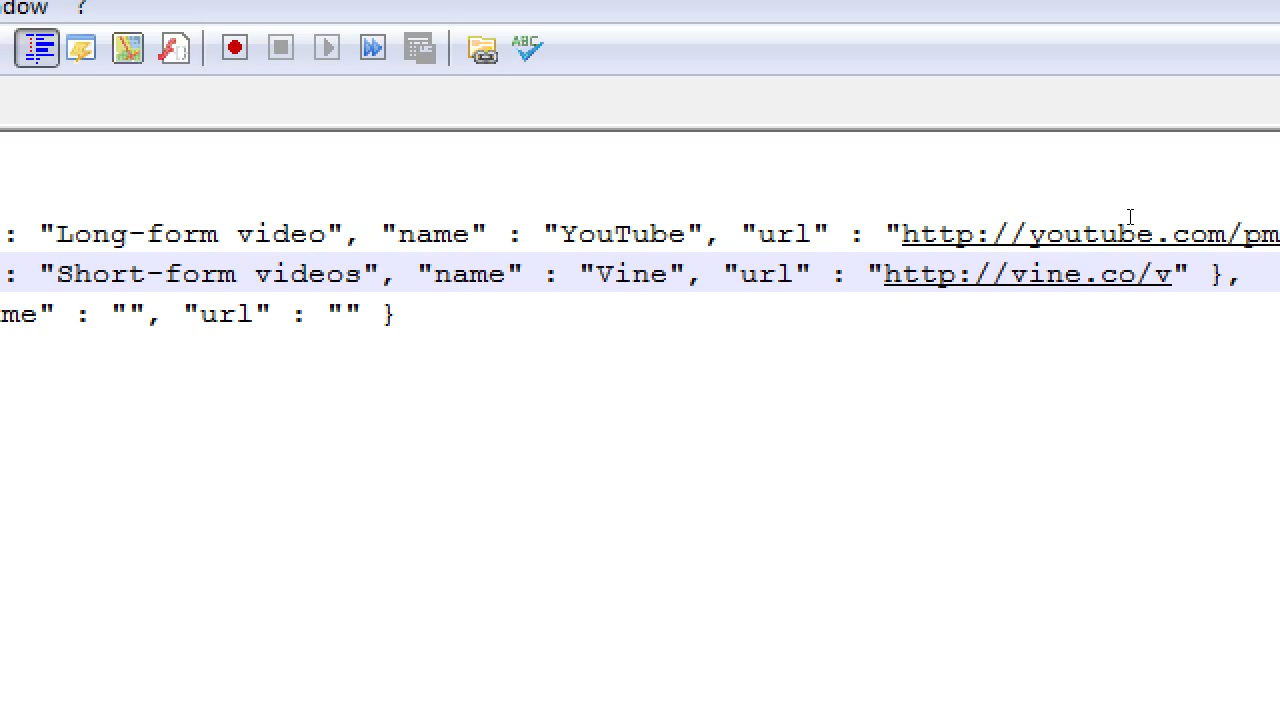 dow ?
ABC
: "Long-form video", "name" : "YouTube", "url" : "http://youtube.com/pm
: "Short-form videos", "name" : "Vine", "url" : "http://vine.co/v" },
me" : "", "url" : "" }